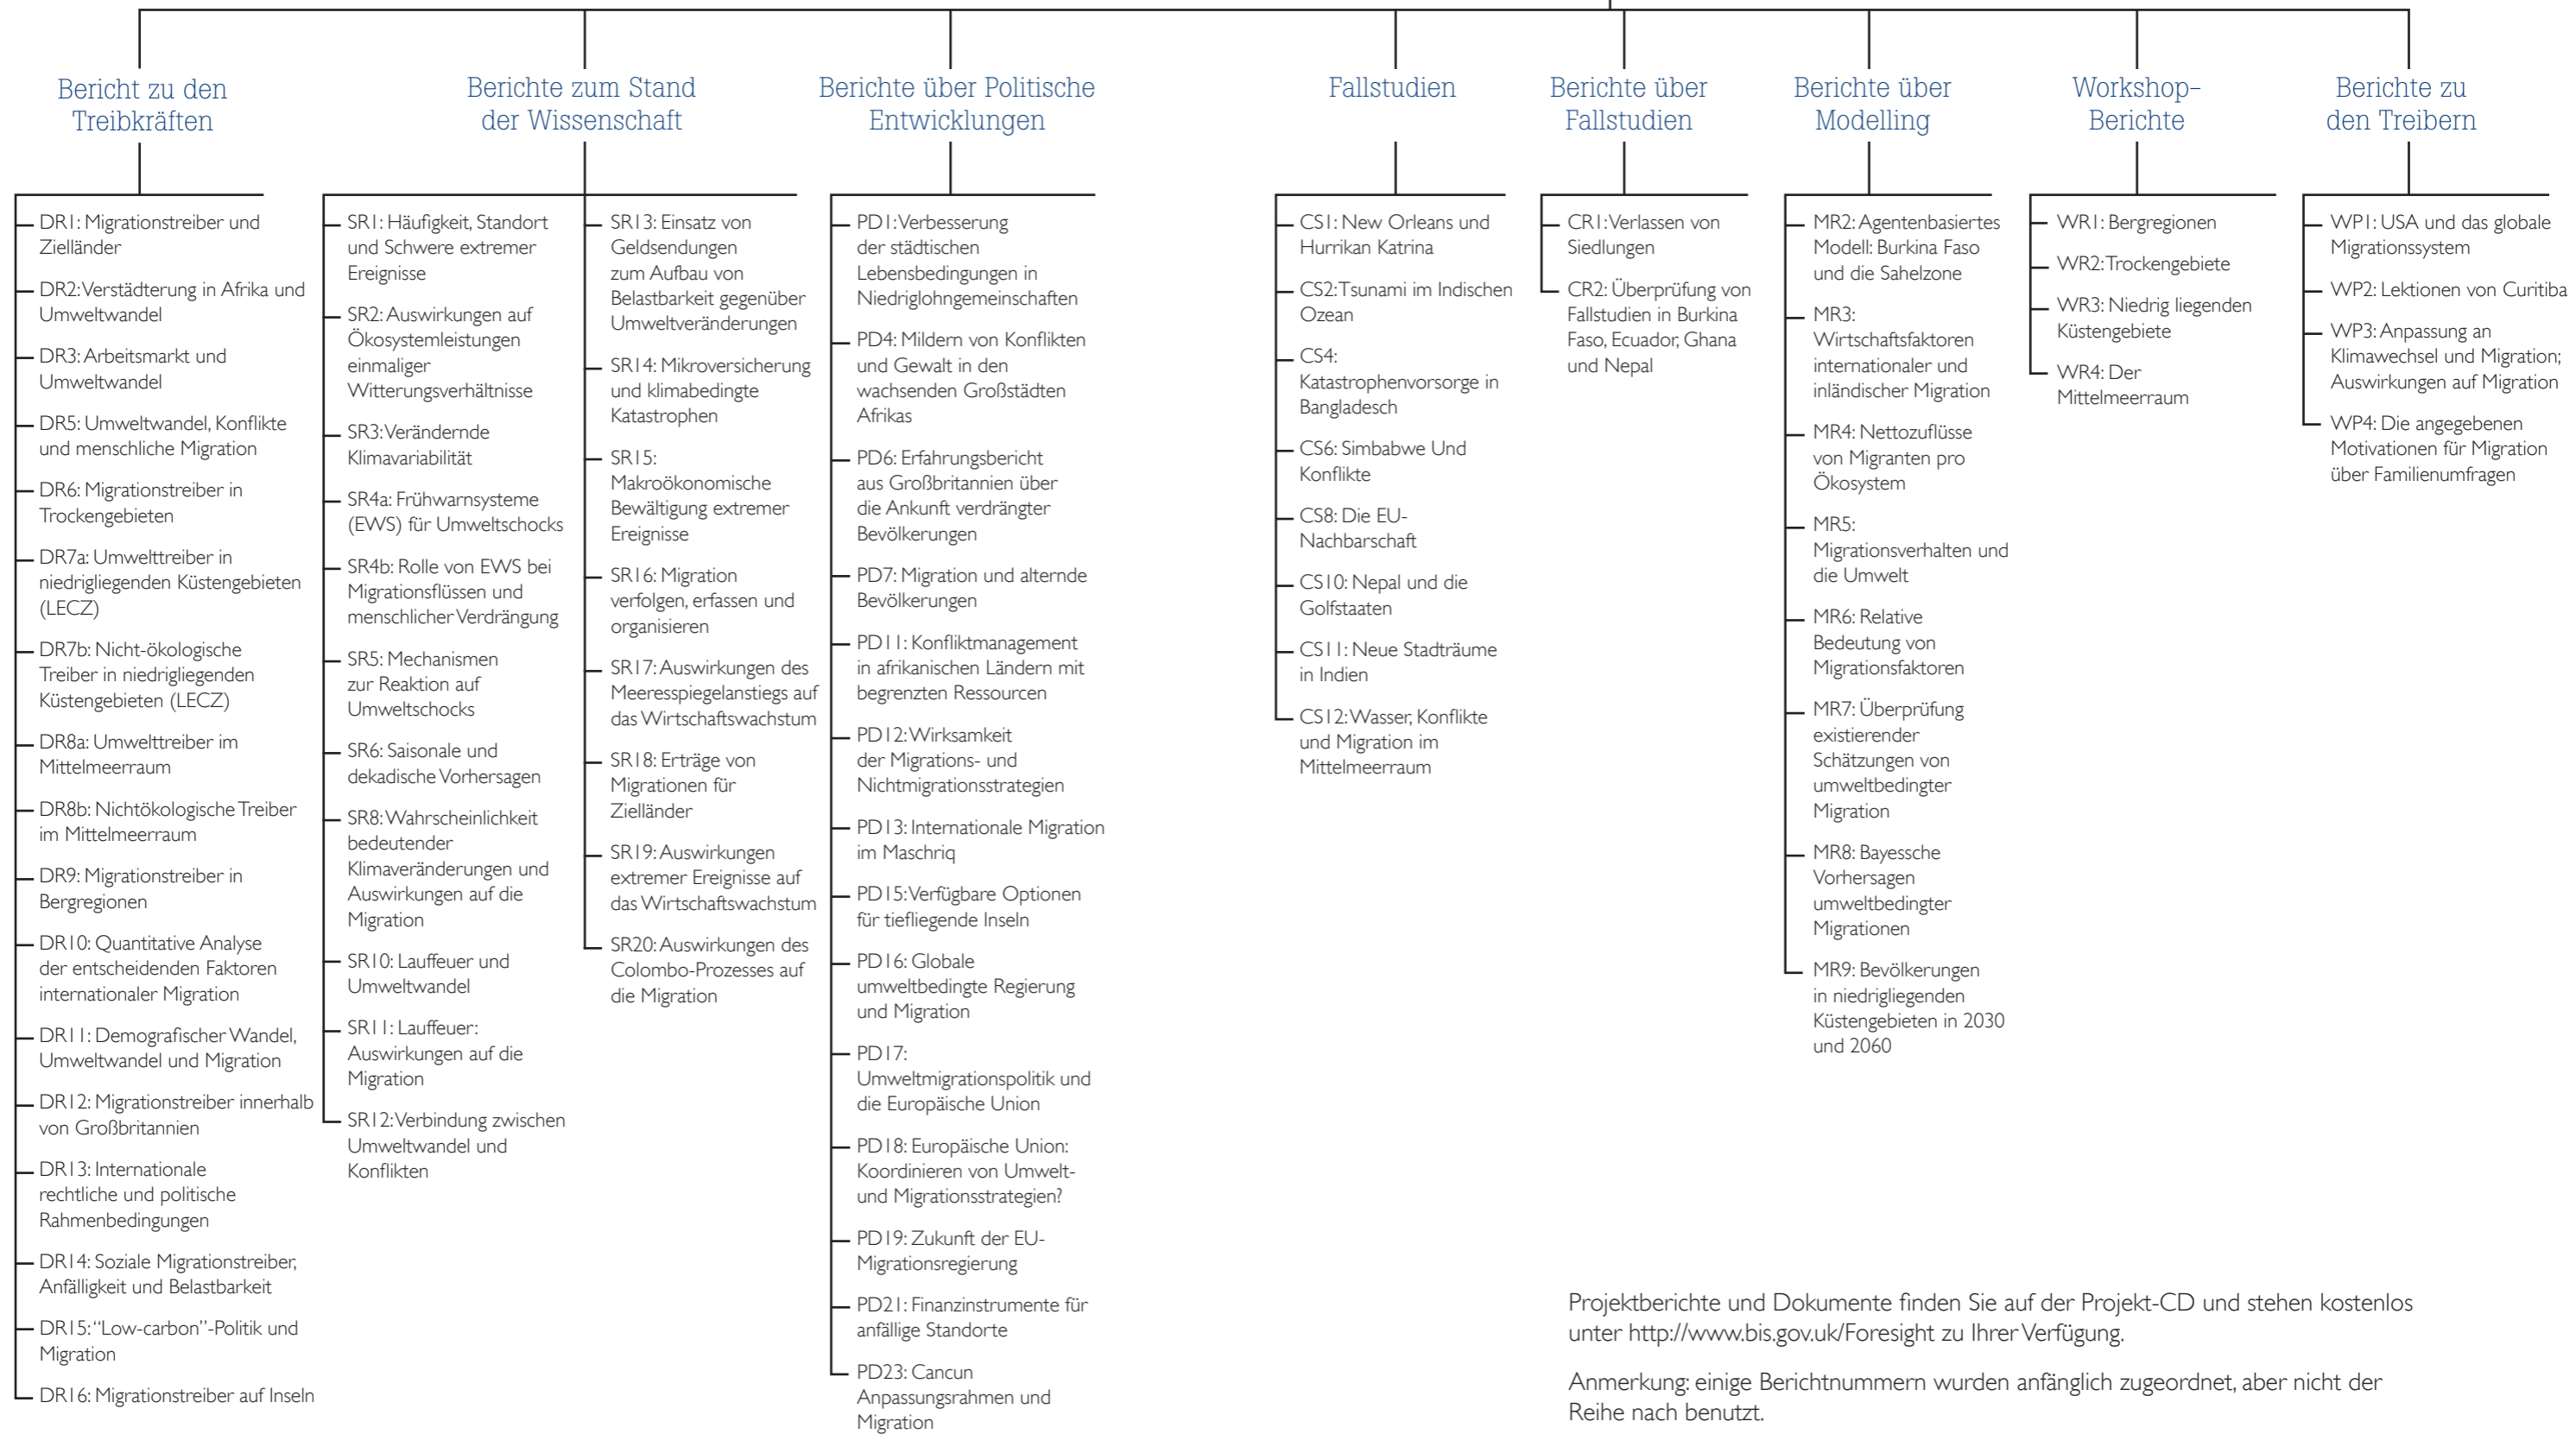 Bericht zu den
Treibkräften
DR1: Migrationstreiber und
Zielländer
DR2: Verstädterung in Afrika und
Umweltwandel
DR3: Arbeitsmarkt und
Umweltwandel
DR5: Umweltwandel, Konflikte
und menschliche Migration
DR6: Migrationstreiber in
Trockengebieten
DR7a: Umwelttreiber in
niedrigliegenden Küstengebieten
(LECZ)
DR7b: Nicht-ökologische
Treiber in niedrigliegenden
Küstengebieten (LECZ)
DR8a: Umwelttreiber im
Mittelmeerraum
DR8b: Nichtökologische Treiber
im Mittelmeerraum
DR9: Migrationstreiber in
Bergregionen
DR10: Quantitative Analyse
der entscheidenden Faktoren
internationaler Migration
DR11: Demografischer Wandel,
Umweltwandel und Migration
DR12: Migrationstreiber innerhalb
von Großbritannien
DR13: Internationale
rechtliche und politische
Rahmenbedingungen
DR14: Soziale Migrationstreiber,
Anfälligkeit und Belastbarkeit
DR15: “Low-carbon”-Politik und
Migration
DR16: Migrationstreiber auf Inseln
Berichte zum Stand
der Wissenschaft
SR1: Häufigkeit, Standort
und Schwere extremer
Ereignisse
SR2: Auswirkungen auf
Ökosystemleistungen
einmaliger
Witterungsverhältnisse
SR3: Verändernde
Klimavariabilität
SR4a: Frühwarnsysteme
(EWS) für Umweltschocks
SR4b: Rolle von EWS bei
Migrationsflüssen und
menschlicher Verdrängung
SR5: Mechanismen
zur Reaktion auf
Umweltschocks
SR6: Saisonale und
dekadische Vorhersagen
SR8: Wahrscheinlichkeit
bedeutender
Klimaveränderungen und
Auswirkungen auf die
Migration
SR10: Lauffeuer und
Umweltwandel
SR11: Lauffeuer:
Auswirkungen auf die
Migration
SR12: Verbindung zwischen
Umweltwandel und
Konflikten
SR13: Einsatz von
Geldsendungen
zum Aufbau von
Belastbarkeit gegenüber
Umweltveränderungen
SR14: Mikroversicherung
und klimabedingte
Katastrophen
SR15:
Makroökonomische
Bewältigung extremer
Ereignisse
SR16: Migration
verfolgen, erfassen und
organisieren
SR17: Auswirkungen des
Meeresspiegelanstiegs auf
das Wirtschaftswachstum
SR18: Erträge von
Migrationen für
Zielländer
SR19: Auswirkungen
extremer Ereignisse auf
das Wirtschaftswachstum
SR20: Auswirkungen des
Colombo-Prozesses auf
die Migration
Berichte über Politische
Entwicklungen
PD1: Verbesserung
der städtischen
Lebensbedingungen in
Niedriglohngemeinschaften
PD4: Mildern von Konflikten
und Gewalt in den
wachsenden Großstädten
Afrikas
PD6: Erfahrungsbericht
aus Großbritannien über
die Ankunft verdrängter
Bevölkerungen
PD7: Migration und alternde
Bevölkerungen
PD11: Konfliktmanagement
in afrikanischen Ländern mit
begrenzten Ressourcen
PD12: Wirksamkeit
der Migrations- und
Nichtmigrationsstrategien
PD13: Internationale Migration
im Maschriq
PD15: Verfügbare Optionen
für tiefliegende Inseln
PD16: Globale
umweltbedingte Regierung
und Migration
PD17:
Umweltmigrationspolitik und
die Europäische Union
PD18: Europäische Union:
Koordinieren von Umwelt-
und Migrationsstrategien?
PD19: Zukunft der EU-
Migrationsregierung
PD21: Finanzinstrumente für
anfällige Standorte
PD23: Cancun
Anpassungsrahmen und
Migration
Fallstudien
CS1: New Orleans und
Hurrikan Katrina
CS2: Tsunami im Indischen
Ozean
CS4:
Katastrophenvorsorge in
Bangladesch
CS6: Simbabwe Und
Konflikte
CS8: Die EU-
Nachbarschaft
CS10: Nepal und die
Golfstaaten
CS11: Neue Stadträume
in Indien
CS12: Wasser, Konflikte
und Migration im
Mittelmeerraum
Berichte über
Fallstudien
CR1: Verlassen von
Siedlungen
CR2: Überprüfung von
Fallstudien in Burkina
Faso, Ecuador, Ghana
und Nepal
Berichte über
Modelling
MR2: Agentenbasiertes
Modell: Burkina Faso
und die Sahelzone
MR3:
Wirtschaftsfaktoren
internationaler und
inländischer Migration
MR4: Nettozuflüsse
von Migranten pro
Ökosystem
MR5:
Migrationsverhalten und
die Umwelt
MR6: Relative
Bedeutung von
Migrationsfaktoren
MR7: Überprüfung
existierender
Schätzungen von
umweltbedingter
Migration
MR8: Bayessche
Vorhersagen
umweltbedingter
Migrationen
MR9: Bevölkerungen
in niedrigliegenden
Küstengebieten in 2030
und 2060
Workshop-
Berichte
WR1: Bergregionen
WR2: Trockengebiete
WR3: Niedrig liegenden
Küstengebiete
WR4: Der
Mittelmeerraum
Berichte zu
den Treibern
WP1: USA und das globale
Migrationssystem
WP2: Lektionen von Curitiba
WP3: Anpassung an
Klimawechsel und Migration;
Auswirkungen auf Migration
WP4: Die angegebenen
Motivationen für Migration
über Familienumfragen
Projektberichte und Dokumente finden Sie auf der Projekt-CD und stehen kostenlos
unter http://www.bis.gov.uk/Foresight zu Ihrer Verfügung.
Anmerkung: einige Berichtnummern wurden anfänglich zugeordnet, aber nicht der
Reihe nach benutzt.